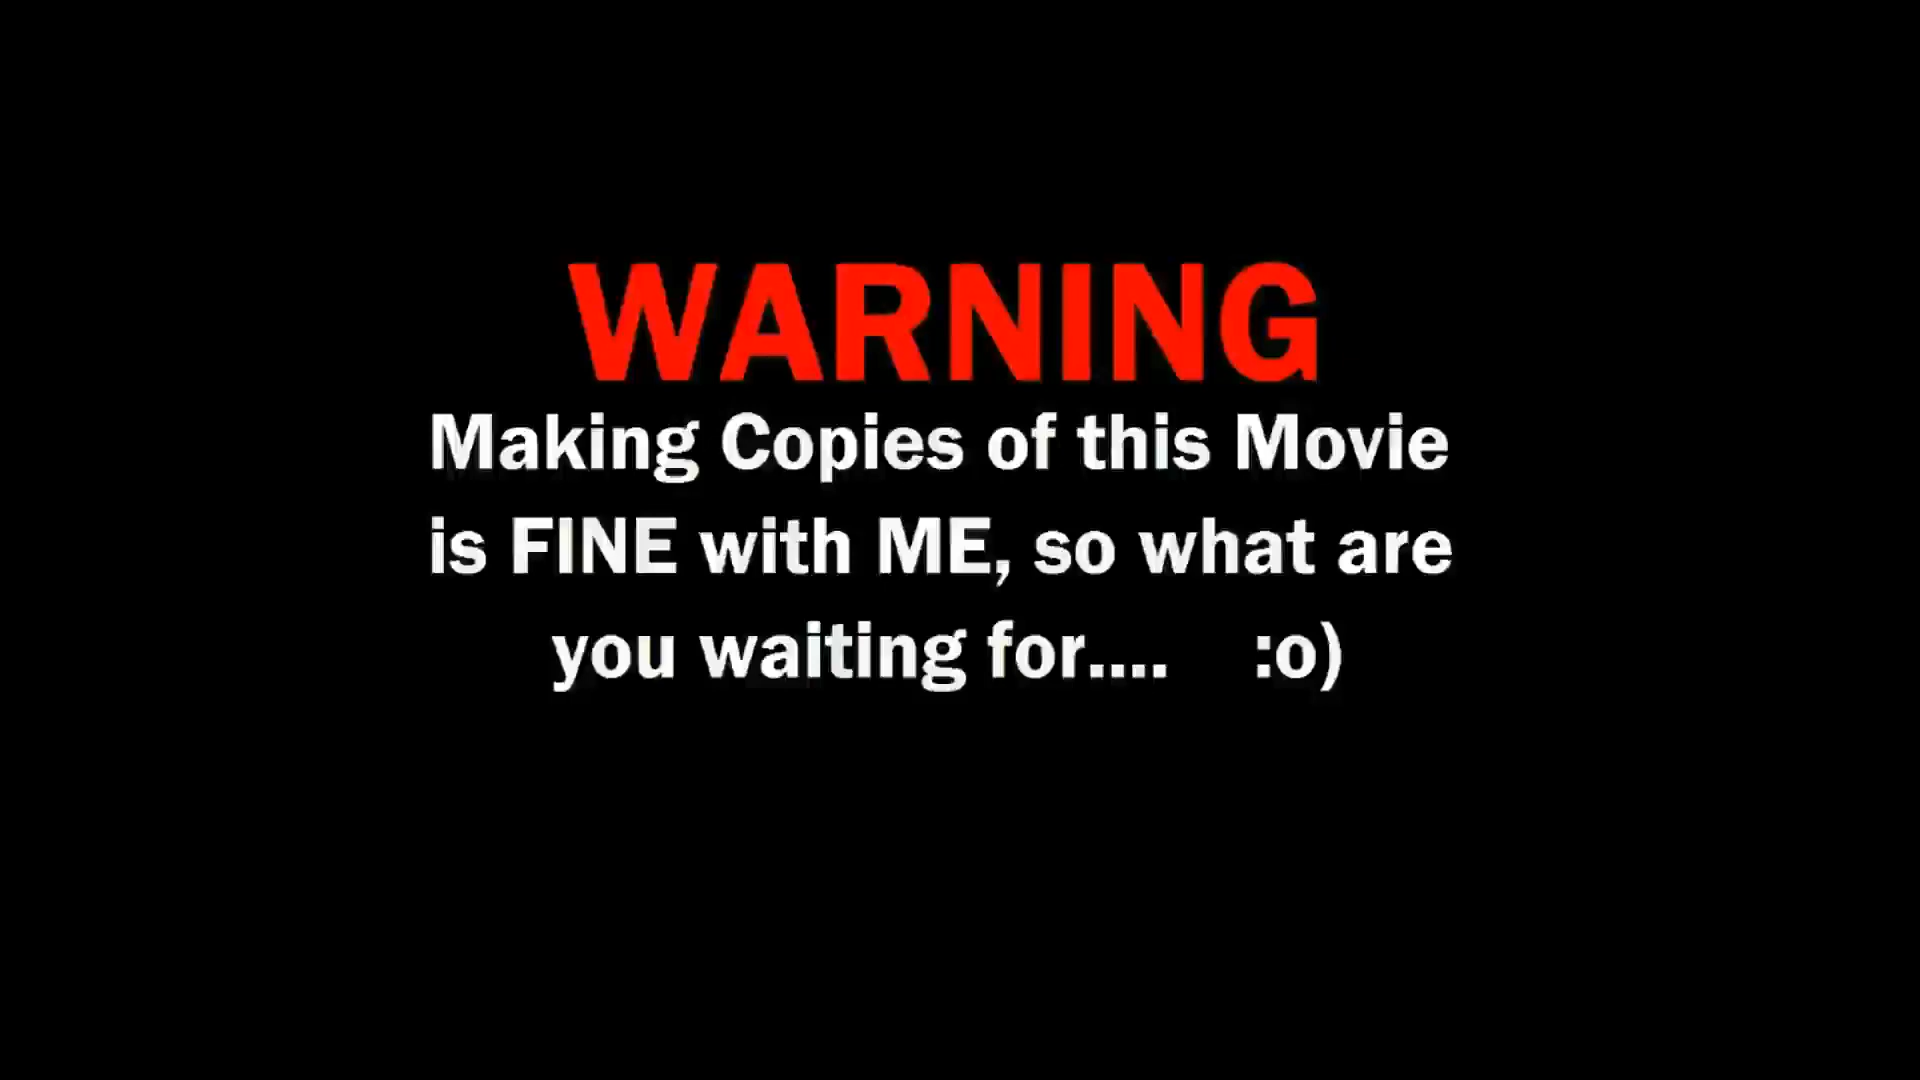 WARNING
Making Copies of this Movie
is FINE with ME, so what are
you waiting for.... :o)